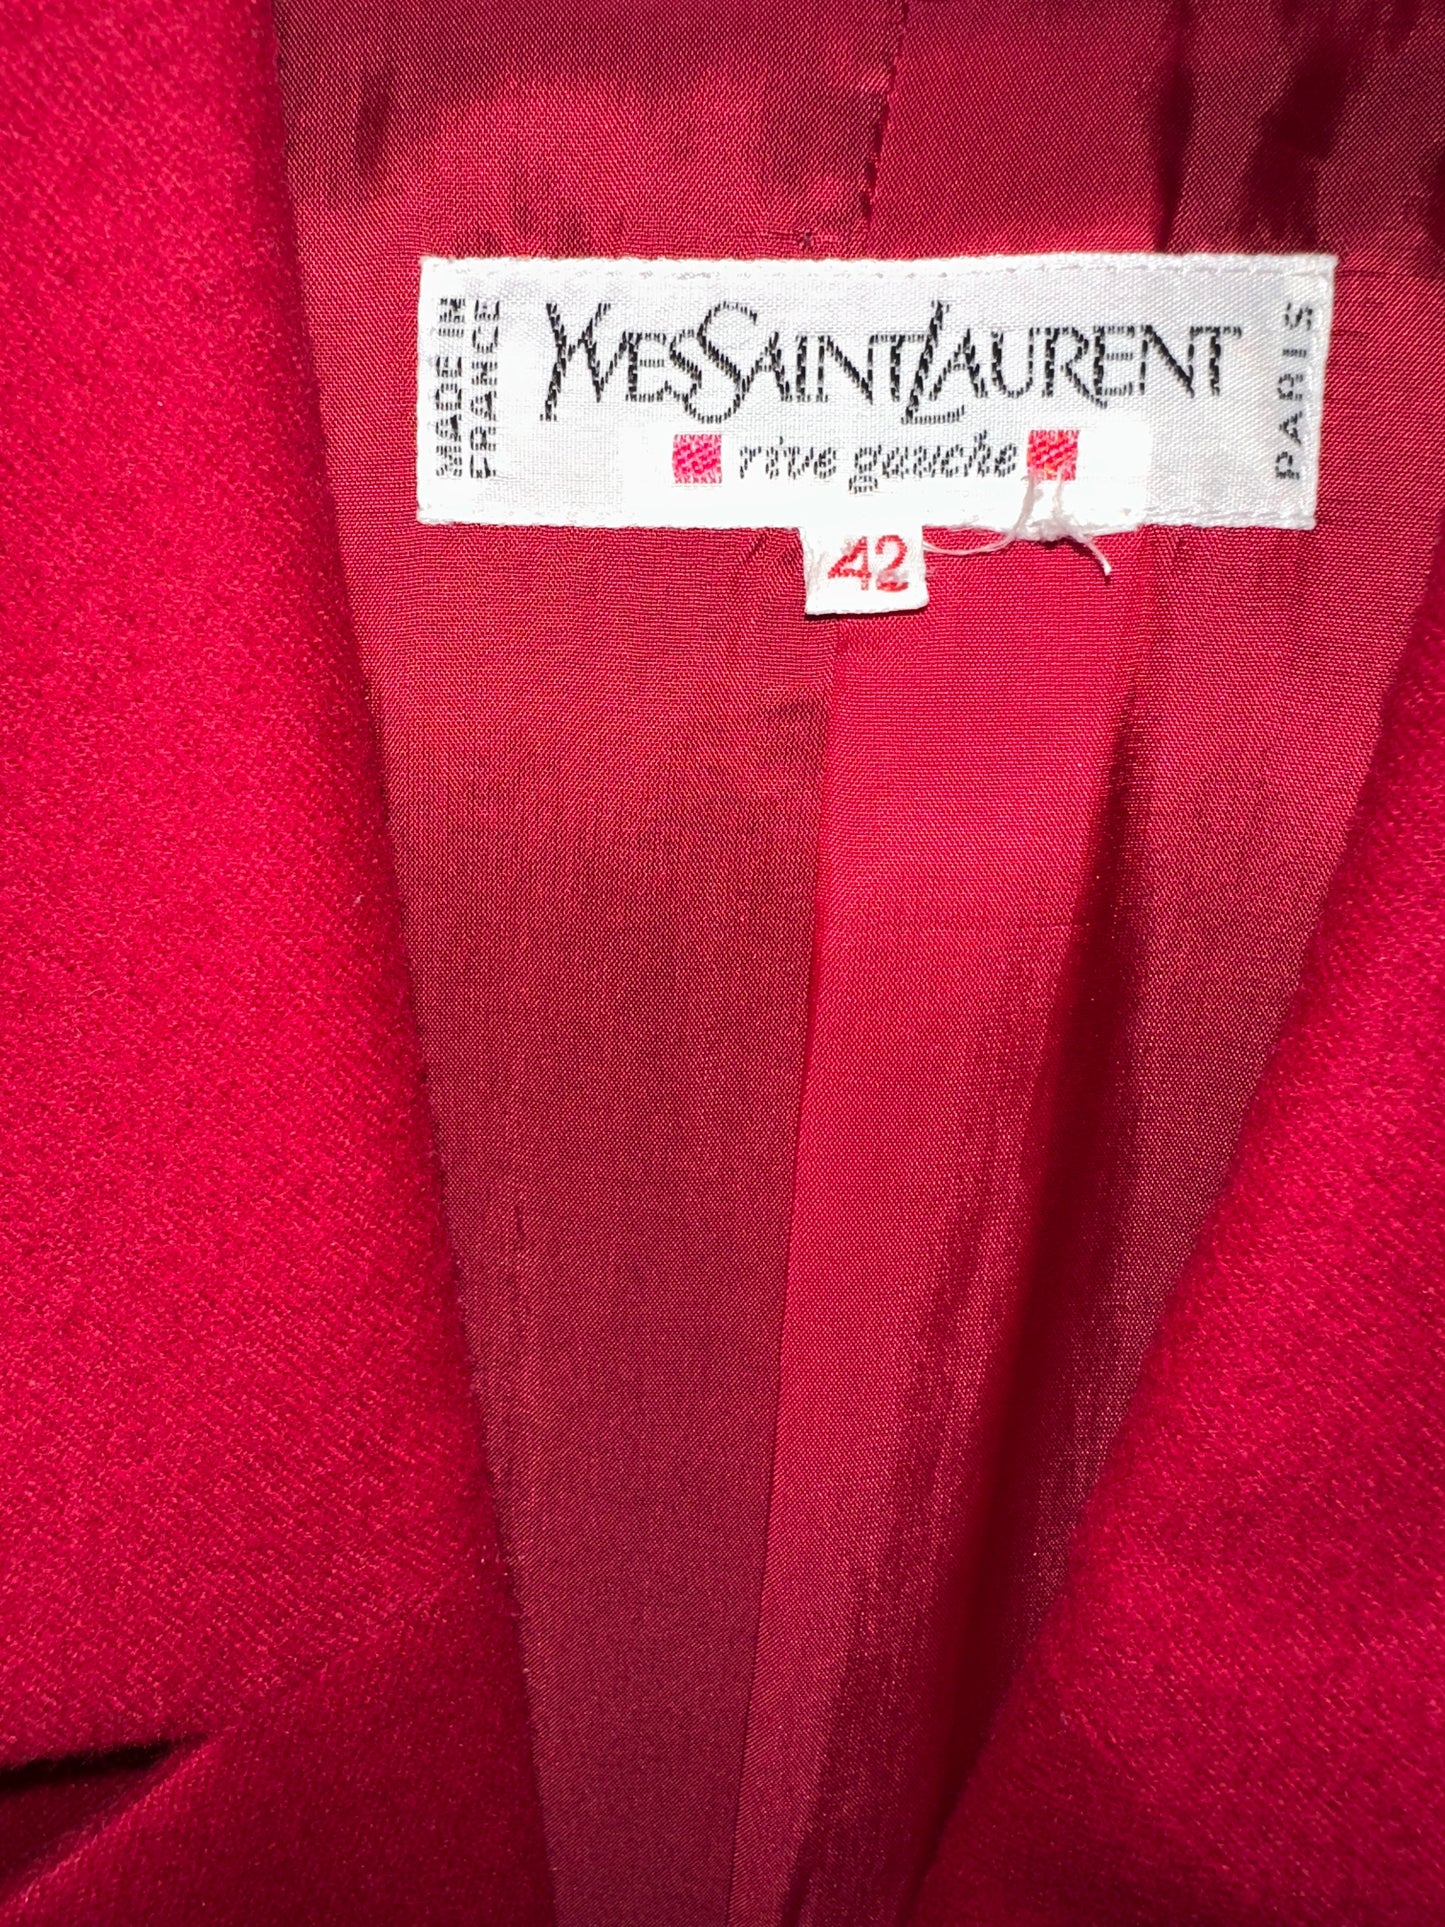 MADE IN
FRANCE
YVESSAINTLAURENT
rive gauche
PARIS
42